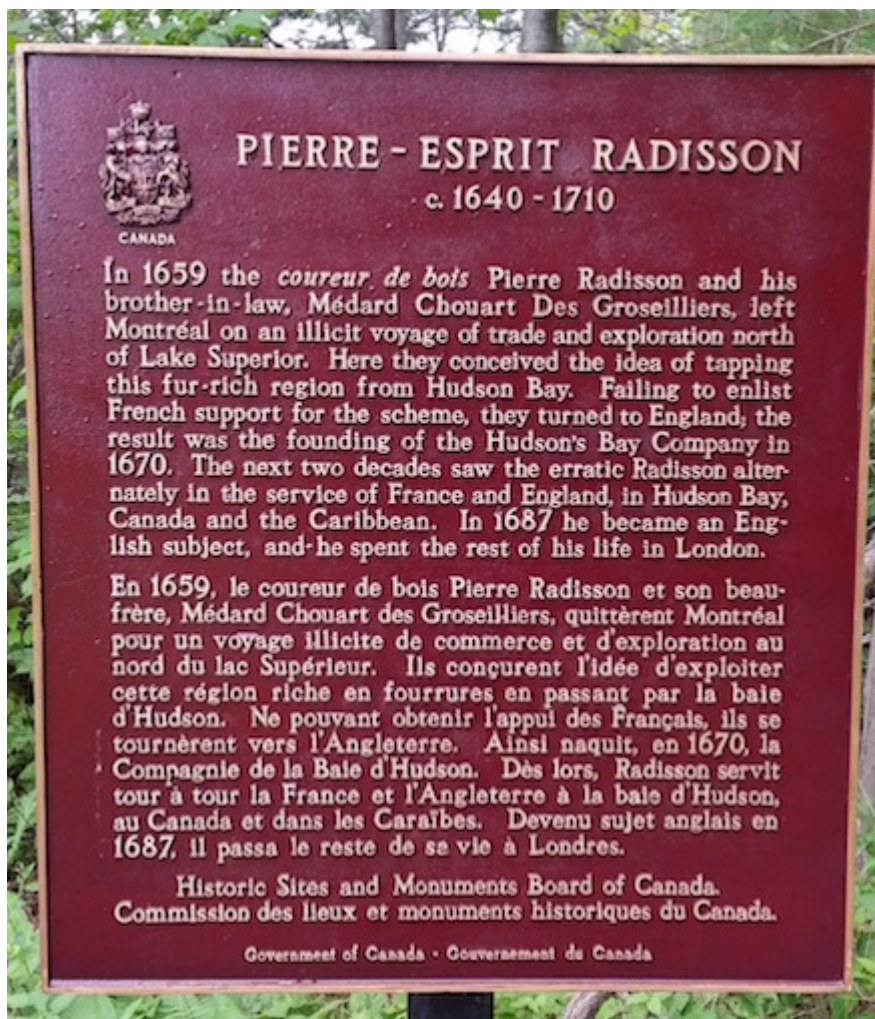 PIERRE-ESPRIT RADISSON
c. 1640-1710
CANADA
In 1659 the coureur de bois Pierre Radisson and his
brother-in-law, Médard Chouart Des Groseilliers, left
Montréal on an illicit voyage of trade and exploration north
of Lake Superior. Here they conceived the idea of tapping
this fur-rich region from Hudson Bay. Failing to enlist
French support for the scheme, they turned to England; the
result was the founding of the Hudson's Bay Company in
1670. The next two decades saw the erratic Radisson alter-
nately in the service of France and England, in Hudson Bay,
Canada and the Caribbean. In 1687 he became an Eng-
lish subject, and he spent the rest of his life in London.
En 1659, le coureur de bois Pierre Radisson et son beau-
frère, Médard Chouart des Groseilliers, quittèrent Montréal
pour un voyage illicite de commerce et d'exploration au
nord du lac Supérieur. Ils conçurent l'idée d'exploiter
cette région riche en fourrures en passant par la baie
d'Hudson. Ne pouvant obtenir l'appui des Français, ils se
tournèrent vers l'Angleterre. Ainsi naquit, en 1670, la
Compagnie de la Baie d'Hudson. Dès lors, Radisson servit
tour à tour la France et l'Angleterre à la baie d'Hudson,
au Canada et dans les Caraïbes. Devenu sujet anglais en
1687, il passa le reste de sa vie à Londres.
Historic Sites and Monuments Board of Canada.
Commission des lieux et monuments historiques du Canada.
Government of Canada - Gouvernement du Canada